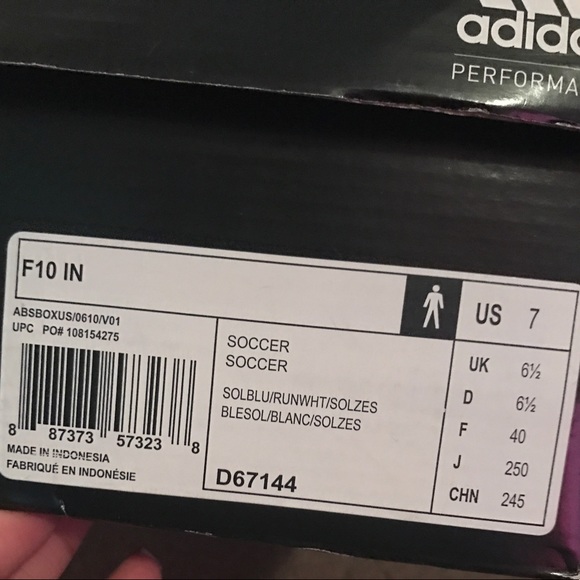 adidas
PERFORMA
F10 IN
US 7
ABSBOXUS/0610/V01
UPC PO# 108154275
8 87373 57323 8
MADE IN INDONESIA
FABRIQUÉ EN INDONÉSIE
SOCCER
SOCCER
SOLBLU/RUNWHT/SOLZES
BLESOL/BLANC/SOLZES
D67144
UK 6½
D 6½
F 40
J 250
CHN 245